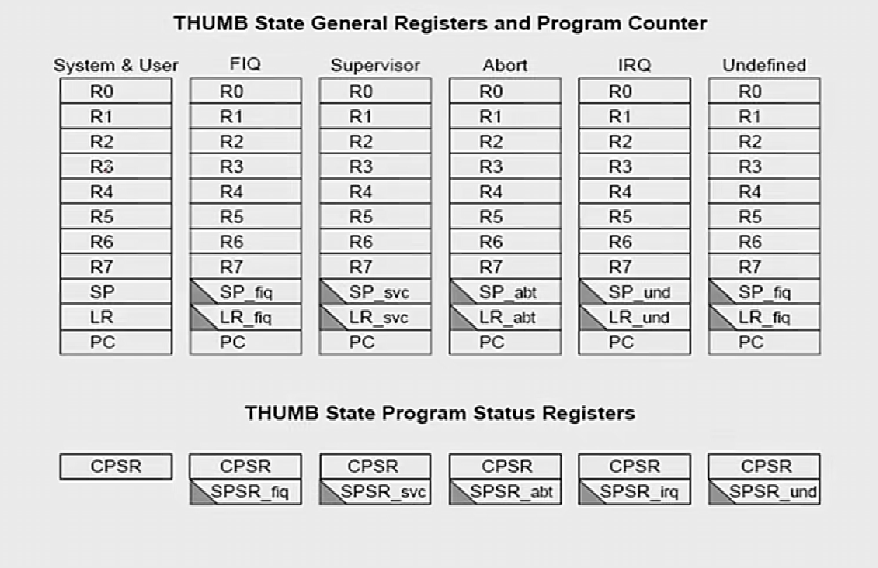 THUMB State General Registers and Program Counter
System & User FIQ Supervisor Abort IRQ Undefined
R0 R0 R0 R0 R0 R0
R1 R1 R1 R1 R1 R1
R2 R2 R2 R2 R2 R2
R3 R3 R3 R3 R3 R3
R4 R4 R4 R4 R4 R4
R5 R5 R5 R5 R5 R5
R6 R6 R6 R6 R6 R6
R7 R7 R7 R7 R7 R7
SP SP_fiq SP_svc SP_abt SP_und SP_fiq
LR LR_fiq LR_svc LR_abt LR_und LR_fiq
PC PC PC PC PC PC
THUMB State Program Status Registers
CPSR CPSR CPSR CPSR CPSR CPSR
SPSR_fiq SPSR_svc SPSR_abt SPSR_irq SPSR_und